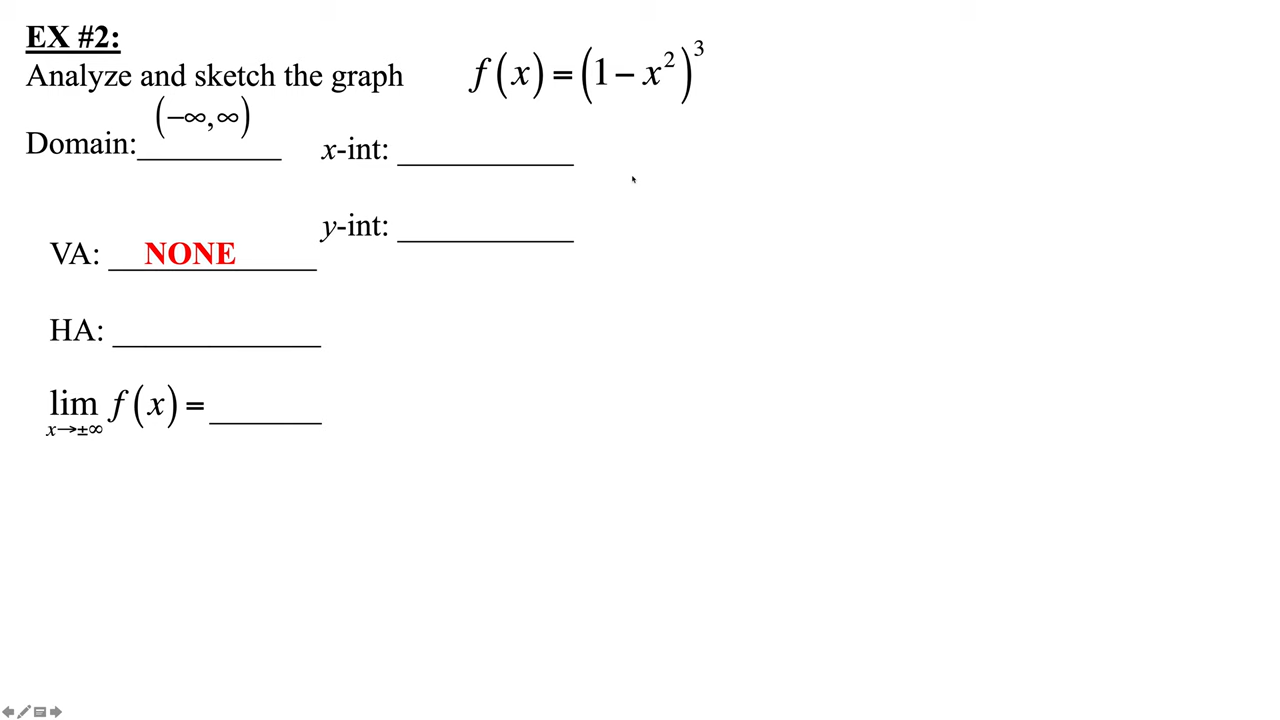 EX #2:
Analyze and sketch the graph f(x) = (1 − x²)³
(−∞, ∞)
Domain:__________ x-int: ____________
y-int: ____________
VA: NONE
HA: ______________
lim f(x) = ________
x→±∞